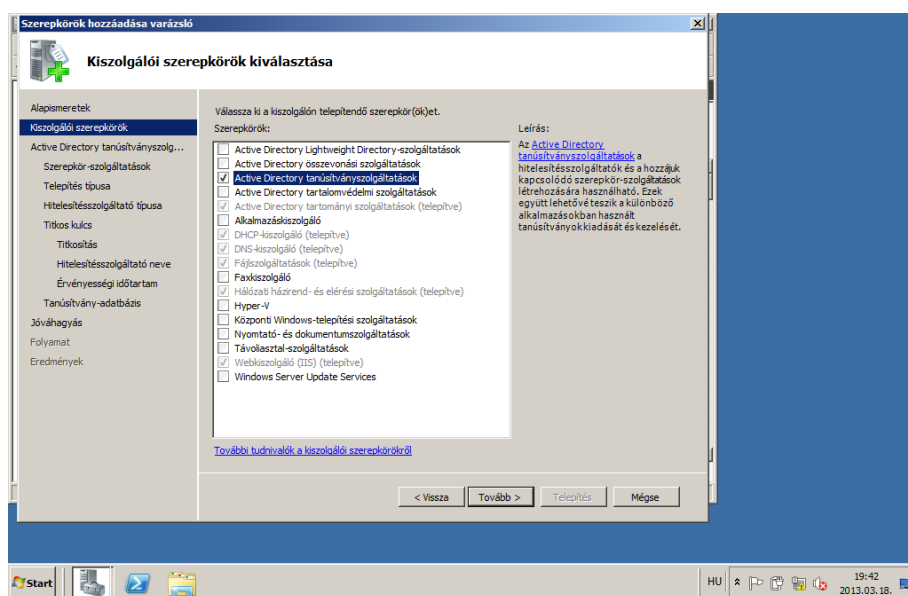 Szerepkörök hozzáadása varázsló
Kiszolgálói szerepkörök kiválasztása
Alapismeretek
Kiszolgálói szerepkörök
Active Directory tanúsítványszolg...
Szerepkör-szolgáltatások
Telepítés típusa
Hitelesítésszolgáltató típusa
Titkos kulcs
Titkosítás
Hitelesítésszolgáltató neve
Érvényességi időtartam
Tanúsítvány-adatbázis
Jóváhagyás
Folyamat
Eredmények
Válassza ki a kiszolgálón telepítendő szerepkör(ök)et.
Szerepkörök:
Active Directory Lightweight Directory-szolgáltatások
Active Directory összevonási szolgáltatások
Active Directory tanúsítványszolgáltatások
Active Directory tartalomvédelmi szolgáltatások
Active Directory tartományi szolgáltatások (telepítve)
Alkalmazáskiszolgáló
DHCP-kiszolgáló (telepítve)
DNS-kiszolgáló (telepítve)
Fájlszolgáltatások (telepítve)
Faxkiszolgáló
Hálózati házirend- és elérési szolgáltatások (telepítve)
Hyper-V
Központi Windows-telepítési szolgáltatások
Nyomtató- és dokumentumszolgáltatások
Távoliasztal-szolgáltatások
Webkiszolgáló (IIS) (telepítve)
Windows Server Update Services
További tudnivalók a kiszolgálói szerepkörökről
Leírás:
Az Active Directory
tanúsítványszolgáltatások a
hitelesítésszolgáltatók és a hozzájuk
kapcsolódó szerepkör-szolgáltatások
létrehozására használható. Ezek
együtt lehetővé teszik a különböző
alkalmazásokban használt
tanúsítványok kiadását és kezelését.
< Vissza Tovább > Telepítés Mégse
Start
HU
19:42
2013.03.18.